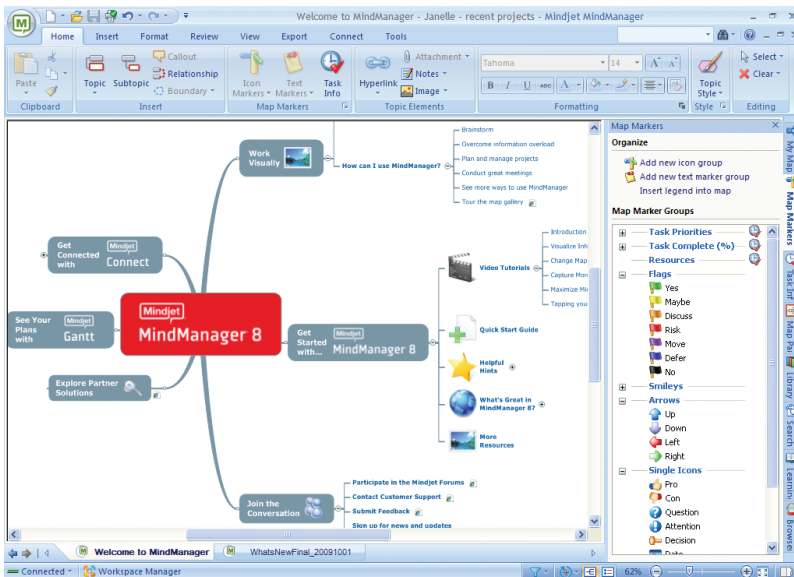 Welcome to MindManager - Janelle - recent projects - Mindjet MindManager
Home Insert Format Review View Export Connect Tools
Paste
Clipboard
Topic
Subtopic
Callout
Relationship
Boundary
Insert
Icon Markers
Text Markers
Task Info
Map Markers
Hyperlink
Attachment
Notes
Image
Topic Elements
Tahoma
14
B I U ABC A
Formatting
Topic Style
Style
Select
Clear
Editing
Work
Visually
How can I use MindManager?
Brainstorm
Overcome information overload
Plan and manage projects
Conduct great meetings
See more ways to use MindManager
Tour the map gallery
Get
Connected
with
Mindjet
Connect
See Your
Plans
with
Mindjet
Gantt
Explore Partner
Solutions
Mindjet
MindManager 8
Get
Started
with...
Mindjet
MindManager 8
Video Tutorials
Introduction
Visualize Inf
Change Map
Capture Mor
Maximize Mi
Tapping you
Quick Start Guide
Helpful
Hints
What's Great in
MindManager 8?
More
Resources
Join the
Conversation
Participate in the Mindjet Forums
Contact Customer Support
Submit Feedback
Sign up for news and updates
Map Markers
Organize
Add new icon group
Add new text marker group
Insert legend into map
Map Marker Groups
Task Priorities
Task Complete (%)
Resources
Flags
Yes
Maybe
Discuss
Risk
Move
Defer
No
Smileys
Arrows
Up
Down
Left
Right
Single Icons
Pro
Con
Question
Attention
Decision
Date
My Map
Map Markers
Task Inf
Map Par
Library
Search
Learnin
Browser
Welcome to MindManager
WhatsNewFinal_20091001
Connected
Workspace Manager
62%